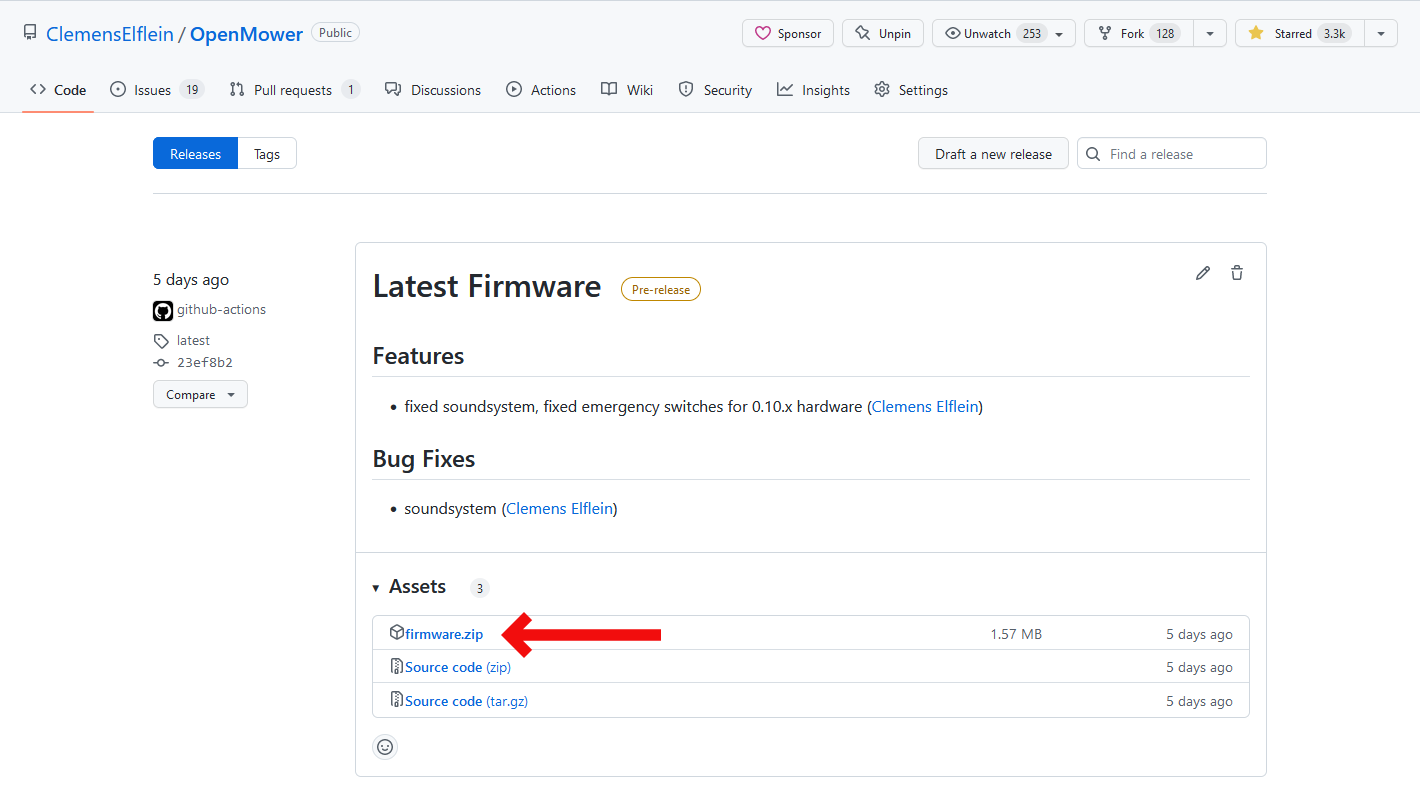 ClemensElflein / OpenMower Public
Sponsor Unpin Unwatch 253 Fork 128 Starred 3.3k
Code Issues 19 Pull requests 1 Discussions Actions Wiki Security Insights Settings
Releases Tags Draft a new release Find a release
5 days ago
github-actions
latest
23ef8b2
Compare
Latest Firmware Pre-release
Features
• fixed soundsystem, fixed emergency switches for 0.10.x hardware (Clemens Elflein)
Bug Fixes
• soundsystem (Clemens Elflein)
Assets 3
firmware.zip 1.57 MB 5 days ago
Source code (zip) 5 days ago
Source code (tar.gz) 5 days ago